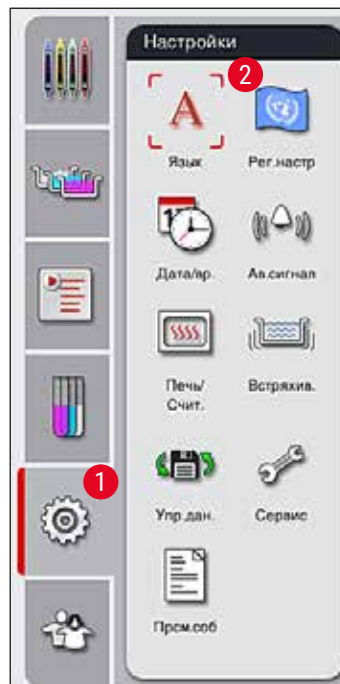 Настройки
2
Язык
Рег.настр
Дата/вр.
Ав.сигнал
Печь/
Счит.
Встряхив.
1
Упр.дан.
Сервис
Прсм.соб